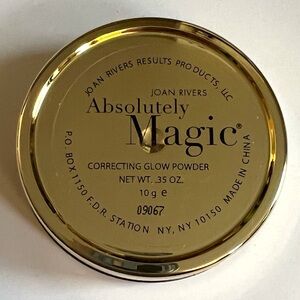 JOAN RIVERS RESULTS PRODUCTS, LLC
JOAN RIVERS
Absolutely
Magic®
CORRECTING GLOW POWDER
NET WT. .35 OZ.
10 g e
09067
P.O. BOX 1150 F.D.R. STATION NY, NY 10150 MADE IN CHINA